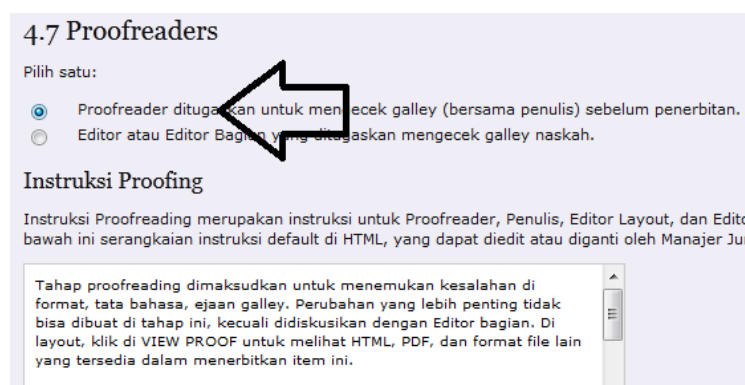 4.7 Proofreaders
Pilih satu:
Proofreader ditugaskan untuk mengecek galley (bersama penulis) sebelum penerbitan.
Editor atau Editor Bagian yang ditugaskan mengecek galley naskah.
Instruksi Proofing
Instruksi Proofreading merupakan instruksi untuk Proofreader, Penulis, Editor Layout, dan
bawah ini serangkaian instruksi default di HTML, yang dapat diedit atau diganti oleh Manajer
Tahap proofreading dimaksudkan untuk menemukan kesalahan di
format, tata bahasa, ejaan galley. Perubahan yang lebih penting tidak
bisa dibuat di tahap ini, kecuali didiskusikan dengan Editor bagian. Di
layout, klik di VIEW PROOF untuk melihat HTML, PDF, dan format file lain
yang tersedia dalam menerbitkan item ini.